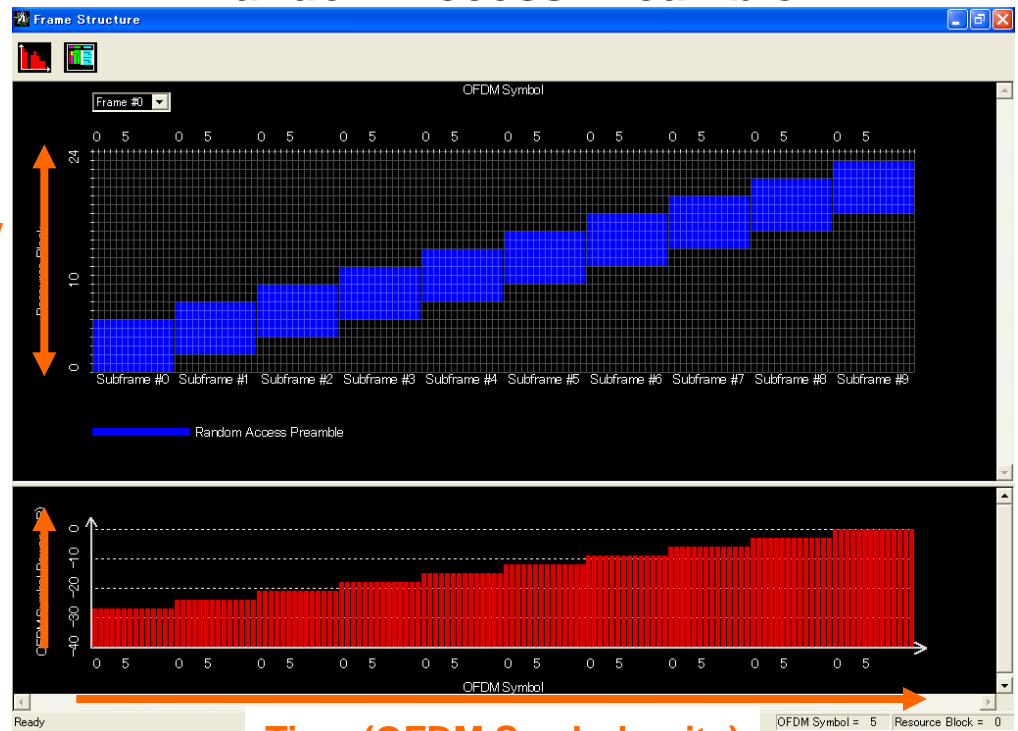 Frame Structure
OFDM Symbol
Frame #0
0 5 0 5 0 5 0 5 0 5 0 5 0 5 0 5 0 5 0 5
24
10
0
Subframe #0 Subframe #1 Subframe #2 Subframe #3 Subframe #4 Subframe #5 Subframe #6 Subframe #7 Subframe #8 Subframe #9
Random Access Preamble
0
-10
-20
-30
-40
0 5 0 5 0 5 0 5 0 5 0 5 0 5 0 5 0 5 0 5
OFDM Symbol
Ready
OFDM Symbol = 5 Resource Block = 0